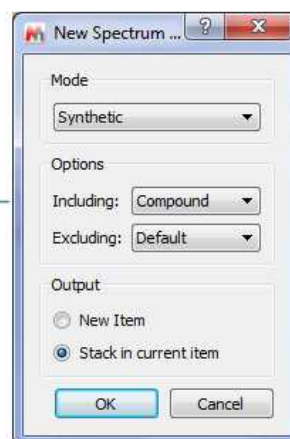 New Spectrum ...
Mode
Synthetic
Options
Including: Compound
Excluding: Default
Output
New Item
Stack in current item
OK Cancel